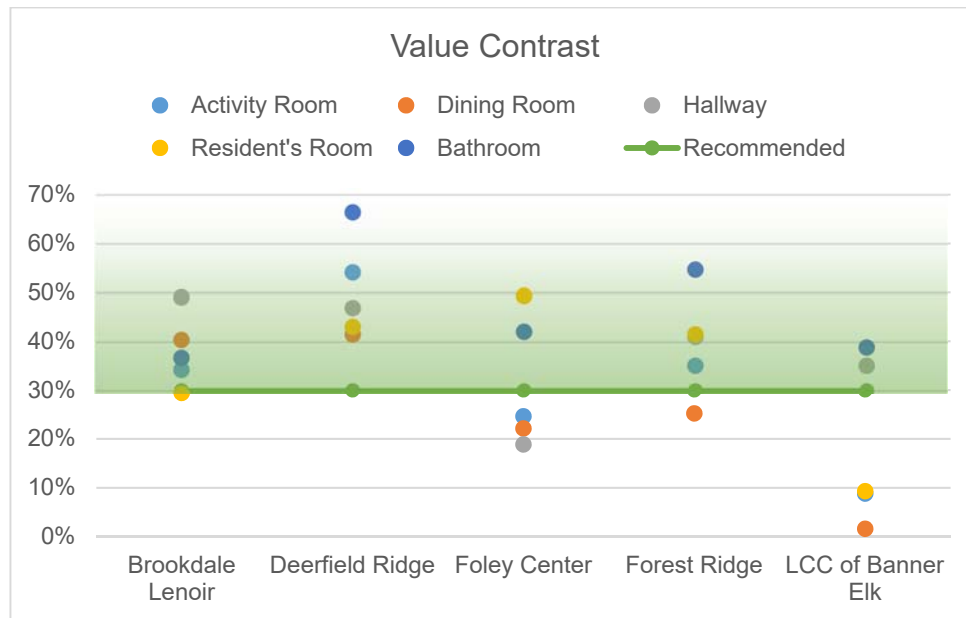 Value Contrast
Activity Room Dining Room Hallway
Resident's Room Bathroom Recommended
70%
60%
50%
40%
30%
20%
10%
0%
Brookdale Deerfield Ridge Foley Center Forest Ridge LCC of Banner
Lenoir Elk